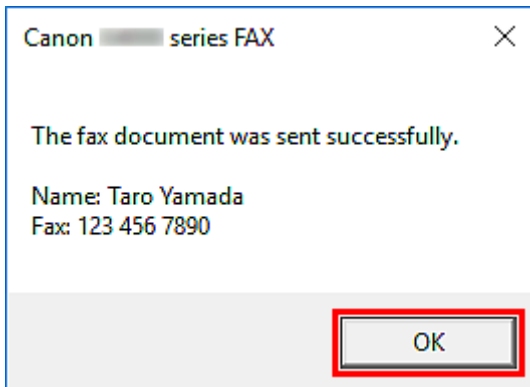 Canon series FAX
The fax document was sent successfully.
Name: Taro Yamada
Fax: 123 456 7890
OK